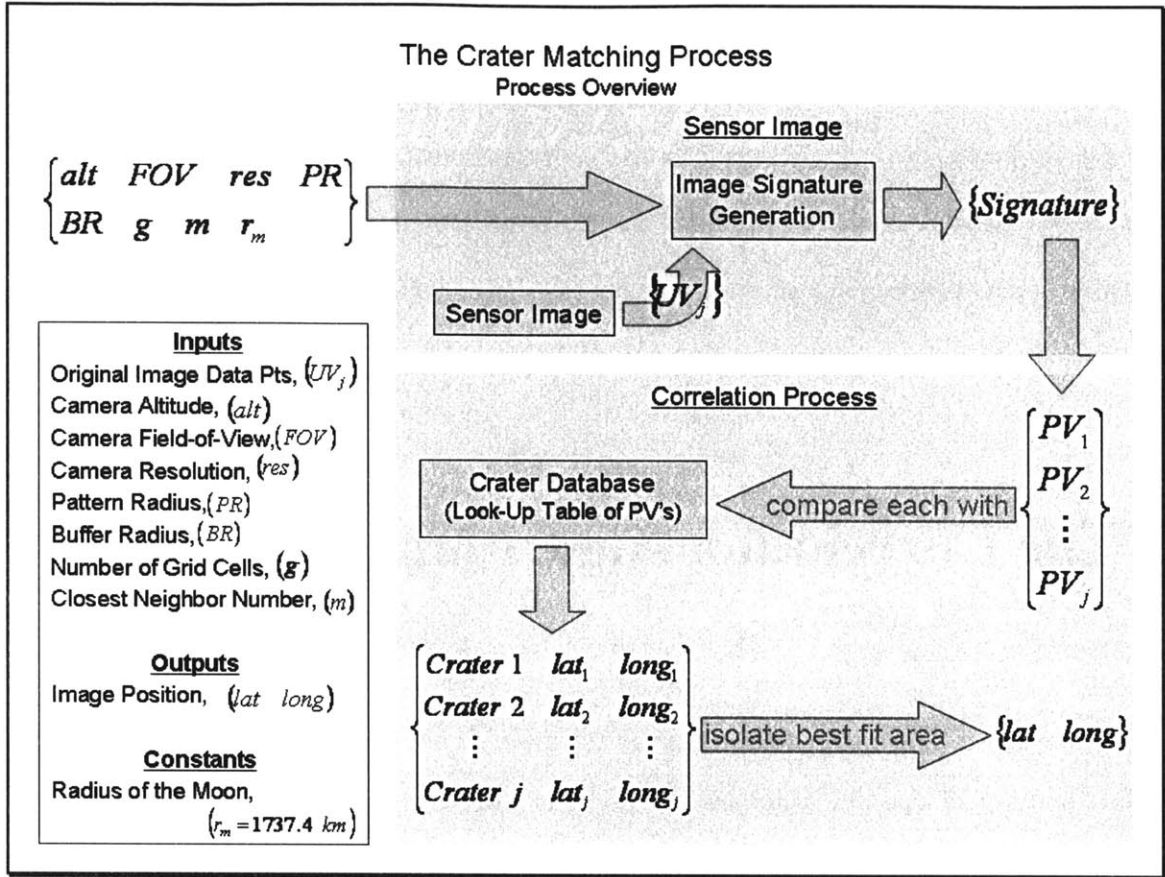 The Crater Matching Process
Process Overview
Sensor Image
{alt FOV res PR
BR g m r_m}
Image Signature
Generation
{Signature}
{UV_j}
Sensor Image
Inputs
Original Image Data Pts, (UV_j)
Camera Altitude, (alt)
Camera Field-of-View,(FOV)
Camera Resolution, (res)
Pattern Radius,(PR)
Buffer Radius,(BR)
Number of Grid Cells, (g)
Closest Neighbor Number, (m)
Outputs
Image Position, (lat long)
Constants
Radius of the Moon,
(r_m = 1737.4 km)
Correlation Process
Crater Database
(Look-Up Table of PV's)
compare each with
{PV_1
PV_2
⋮
PV_j}
{Crater 1 lat_1 long_1
Crater 2 lat_2 long_2
⋮ ⋮ ⋮
Crater j lat_j long_j}
isolate best fit area
{lat long}